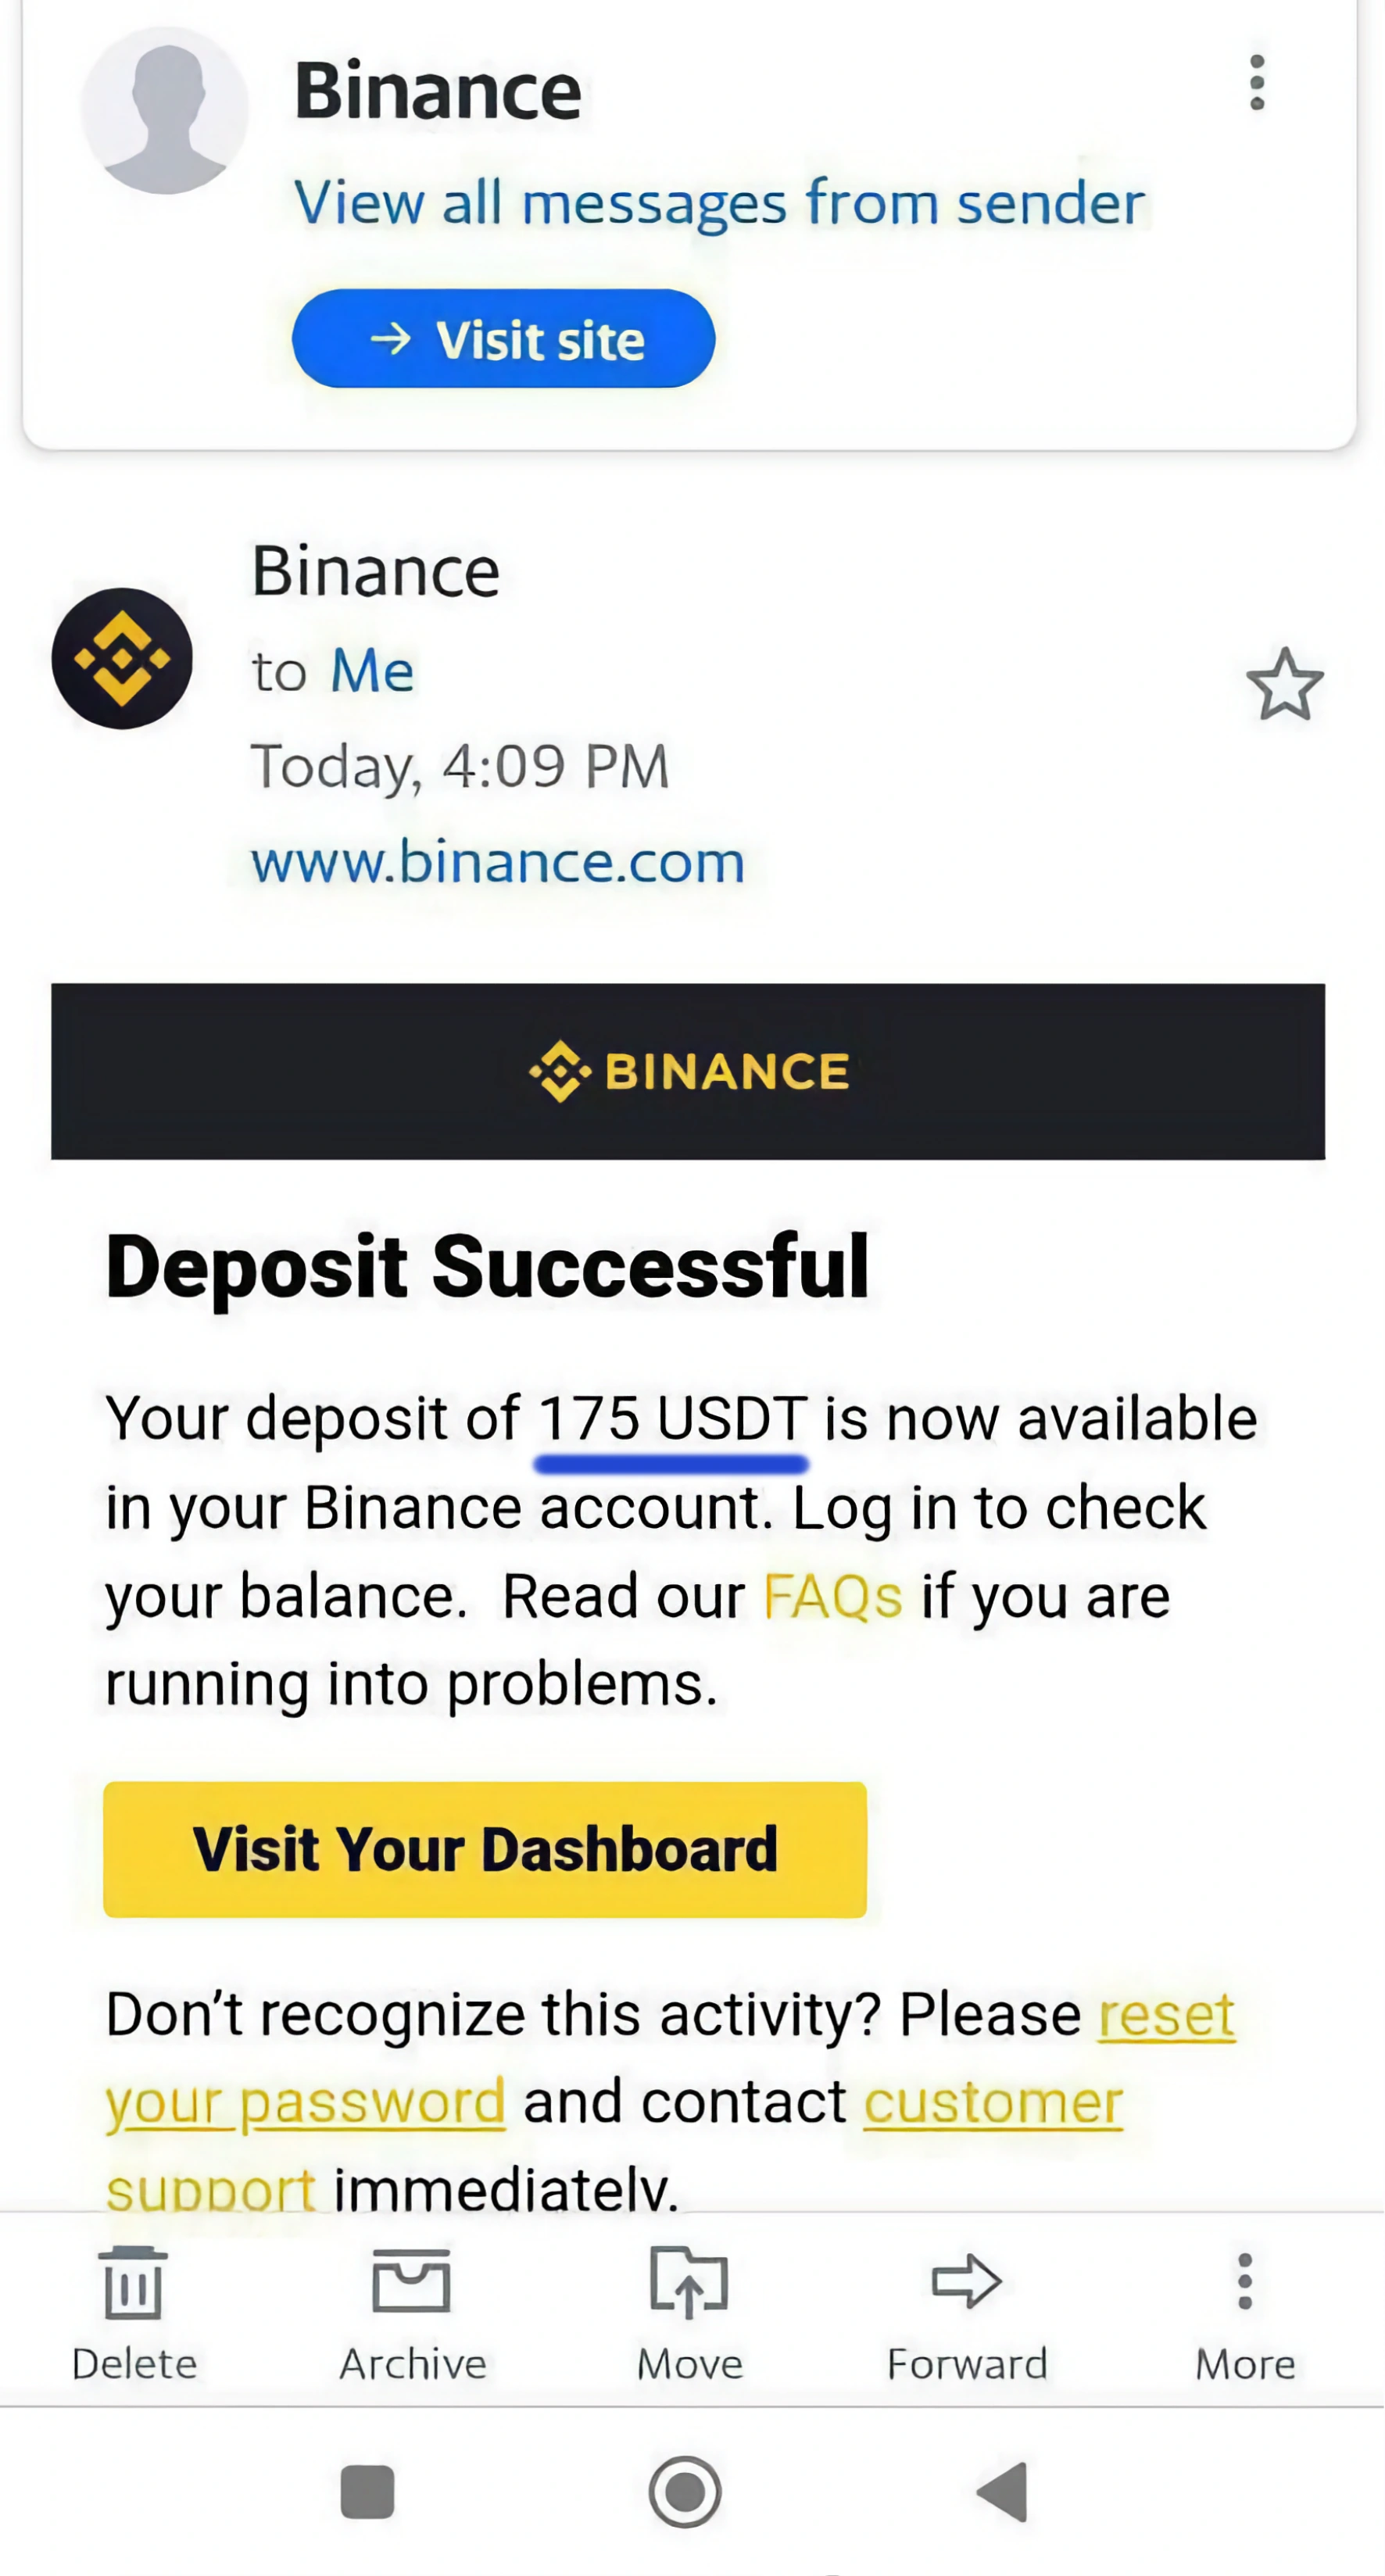 Binance
View all messages from sender
→ Visit site
Binance
to Me
Today, 4:09 PM
www.binance.com
BINANCE
Deposit Successful
Your deposit of 175 USDT is now available
in your Binance account. Log in to check
your balance. Read our FAQs if you are
running into problems.
Visit Your Dashboard
Don’t recognize this activity? Please reset
your password and contact customer
support immediately.
Delete Archive Move Forward More